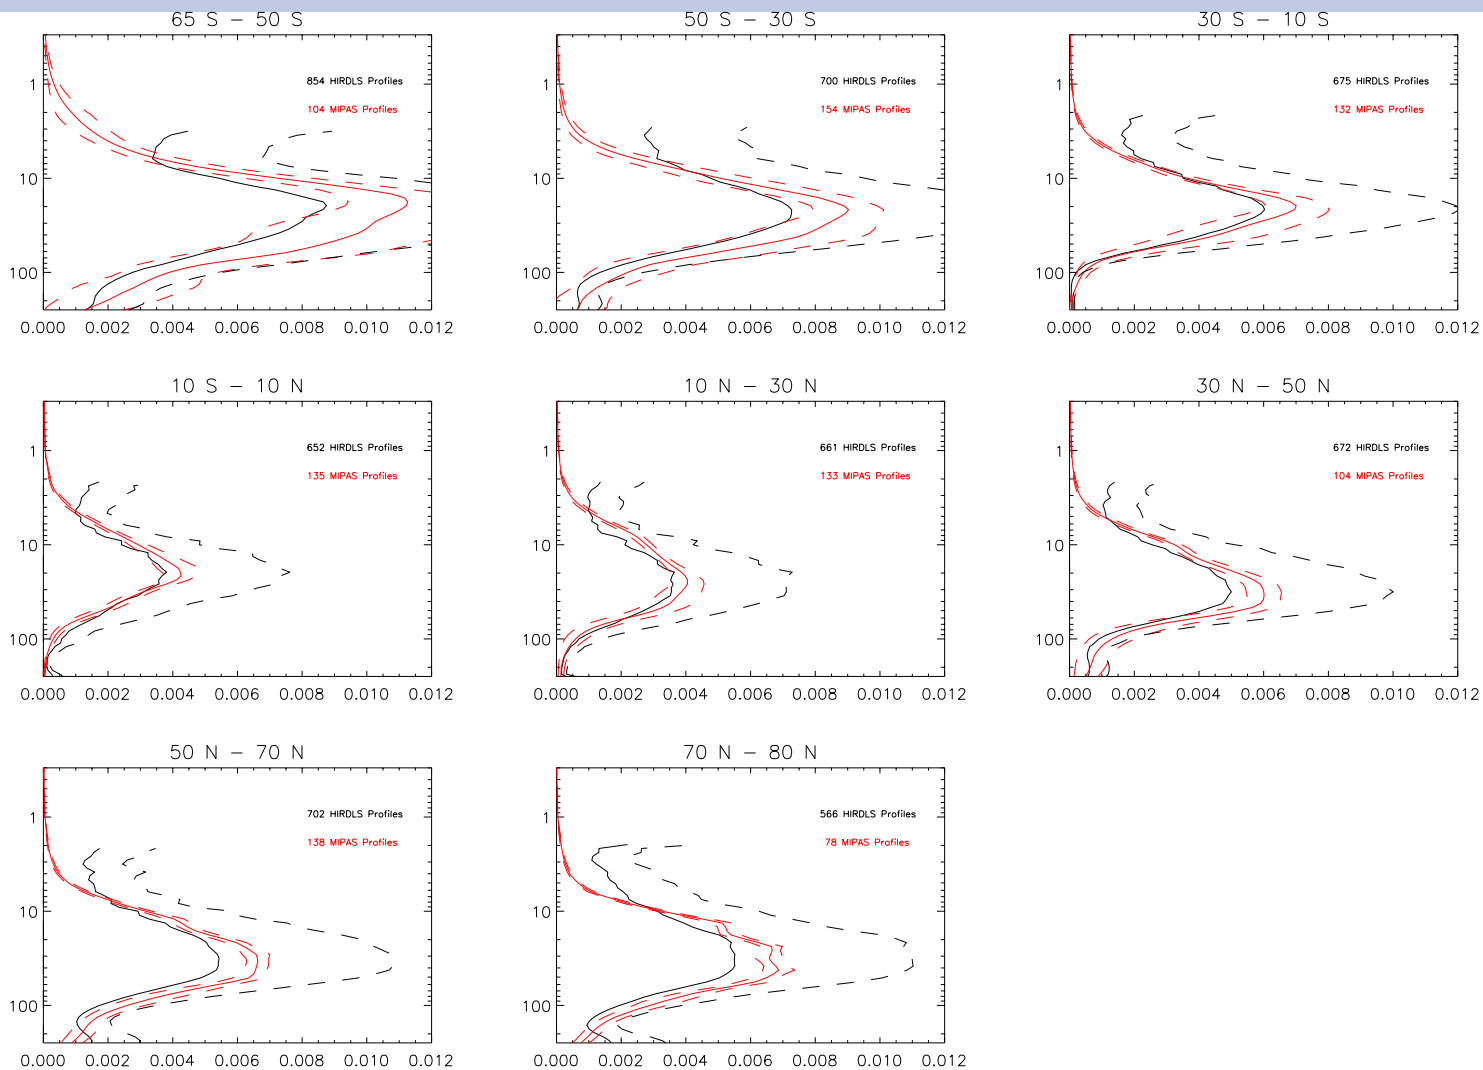 65 S – 50 S
50 S – 30 S
30 S – 10 S
854 HIRDLS Profiles
104 MIPAS Profiles
700 HIRDLS Profiles
154 MIPAS Profiles
675 HIRDLS Profiles
132 MIPAS Profiles
1
10
100
1
10
100
1
10
100
0.000 0.002 0.004 0.006 0.008 0.010 0.012
0.000 0.002 0.004 0.006 0.008 0.010 0.012
0.000 0.002 0.004 0.006 0.008 0.010 0.012
10 S – 10 N
10 N – 30 N
30 N – 50 N
652 HIRDLS Profiles
135 MIPAS Profiles
661 HIRDLS Profiles
133 MIPAS Profiles
672 HIRDLS Profiles
104 MIPAS Profiles
1
10
100
1
10
100
1
10
100
0.000 0.002 0.004 0.006 0.008 0.010 0.012
0.000 0.002 0.004 0.006 0.008 0.010 0.012
0.000 0.002 0.004 0.006 0.008 0.010 0.012
50 N – 70 N
70 N – 80 N
702 HIRDLS Profiles
138 MIPAS Profiles
566 HIRDLS Profiles
78 MIPAS Profiles
1
10
100
1
10
100
0.000 0.002 0.004 0.006 0.008 0.010 0.012
0.000 0.002 0.004 0.006 0.008 0.010 0.012